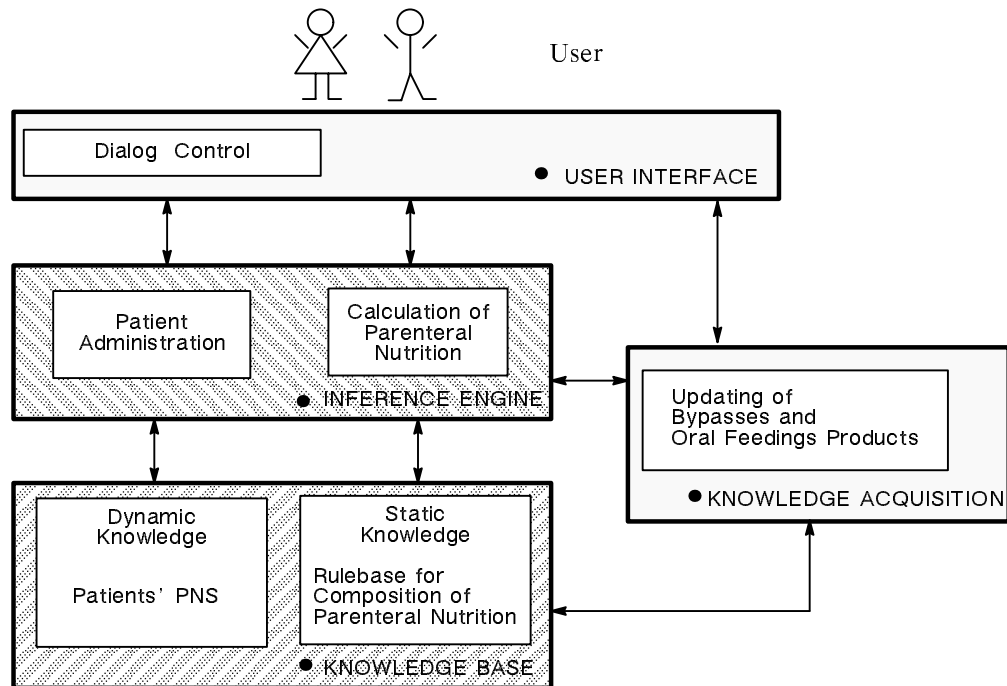 User
Dialog Control
● USER INTERFACE
Patient
Administration
Calculation of
Parenteral
Nutrition
● INFERENCE ENGINE
Updating of
Bypasses and
Oral Feedings Products
● KNOWLEDGE ACQUISITION
Dynamic
Knowledge
Patients' PNS
Static
Knowledge
Rulebase for
Composition of
Parenteral Nutrition
● KNOWLEDGE BASE